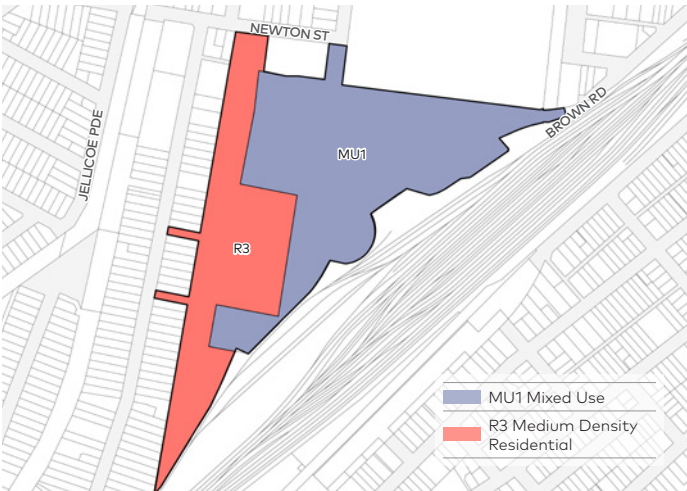 NEWTON ST
JELLICOE PDE
BROWN RD
MU1
R3
MU1 Mixed Use
R3 Medium Density
Residential